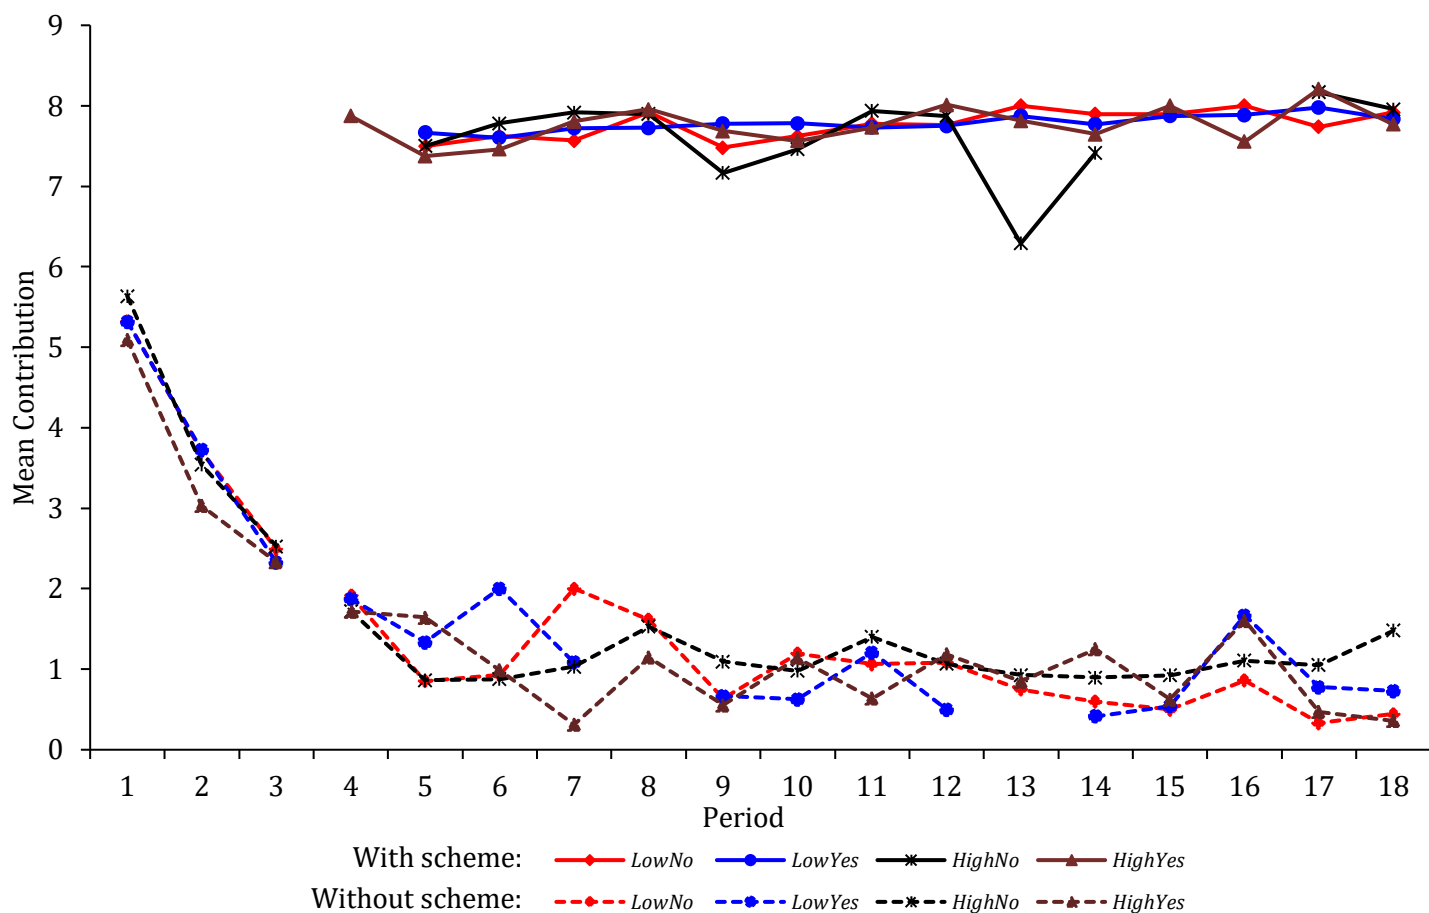 9
8
7
6
5
4
3
2
1
0
Mean Contribution
1 2 3 4 5 6 7 8 9 10 11 12 13 14 15 16 17 18
Period
With scheme: LowNo LowYes HighNo HighYes
Without scheme: LowNo LowYes HighNo HighYes